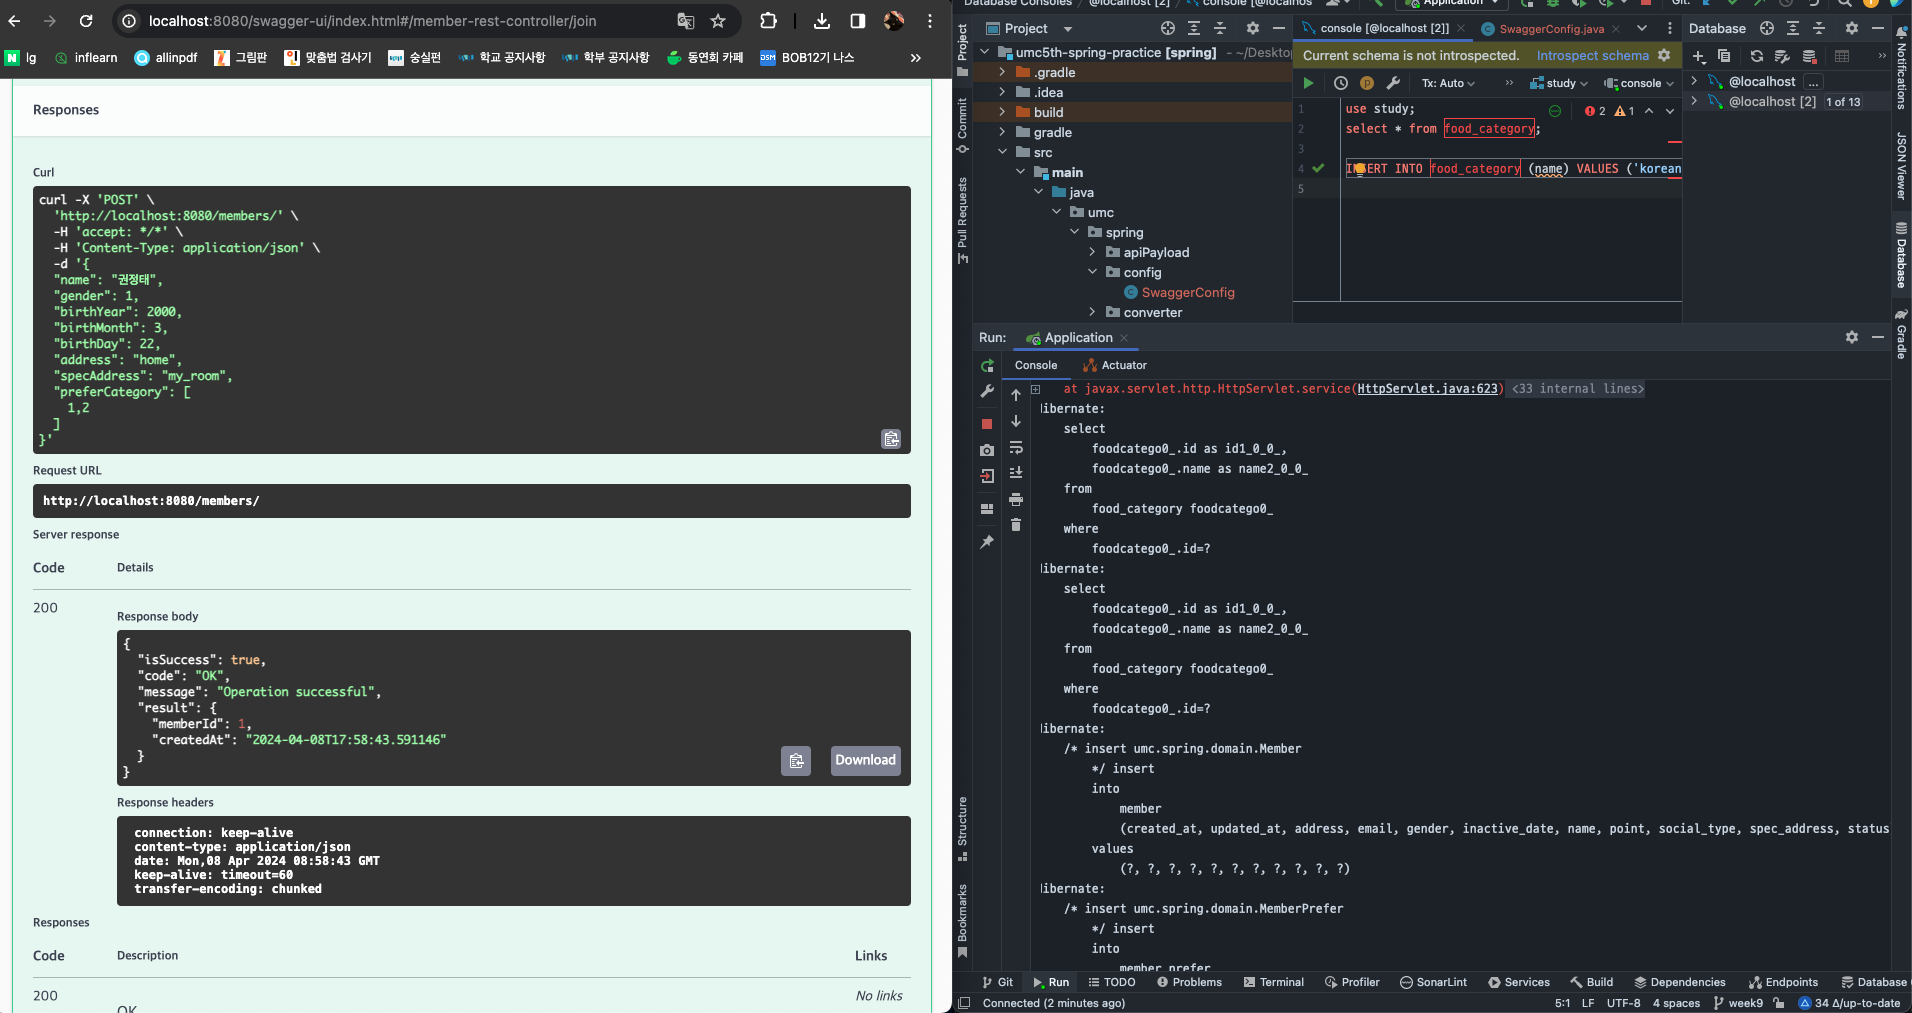 localhost:8080/swagger-ui/index.html#/member-rest-controller/join
lg
inflearn
allinpdf
그림판
맞춤법 검사기
숭실펀
학교 공지사항
학부 공지사항
동연회 카페
BOB12기 나스
»
Responses
Curl
curl -X 'POST' \
'http://localhost:8080/members/' \
-H 'accept: */*' \
-H 'Content-Type: application/json' \
-d '{
"name": "권정태",
"gender": 1,
"birthYear": 2000,
"birthMonth": 3,
"birthDay": 22,
"address": "home",
"specAddress": "my_room",
"preferCategory": [
1,2
]
}'
Request URL
http://localhost:8080/members/
Server response
Code Details
200
Response body
{
"isSuccess": true,
"code": "OK",
"message": "Operation successful",
"result": {
"memberId": 1,
"createdAt": "2024-04-08T17:58:43.591146"
}
}
Download
Response headers
connection: keep-alive
content-type: application/json
date: Mon,08 Apr 2024 08:58:43 GMT
keep-alive: timeout=60
transfer-encoding: chunked
Responses
Code Description Links
200 No links
OK
Database Consoles
@localhost [2]
console [@localhos
Application
Git:
Project
Commit
Pull Requests
Structure
Bookmarks
Project
umc5th-spring-practice [spring] - ~/Desktop
.gradle
.idea
build
gradle
src
main
java
umc
spring
apiPayload
config
SwaggerConfig
converter
console [@localhost [2]]
SwaggerConfig.java
Current schema is not introspected. Introspect schema
Tx: Auto
study
console
1 use study;
2 select * from food_category;
3
4 INSERT INTO food_category (name) VALUES ('korean
5
2 1
Database
@localhost ...
@localhost [2] 1 of 13
Notifications
JSON Viewer
Database
Gradle
Run: Application
Console Actuator
at javax.servlet.http.HttpServlet.service(HttpServlet.java:623) <33 internal lines>
Hibernate:
select
foodcatego0_.id as id1_0_0_,
foodcatego0_.name as name2_0_0_
from
food_category foodcatego0_
where
foodcatego0_.id=?
Hibernate:
select
foodcatego0_.id as id1_0_0_,
foodcatego0_.name as name2_0_0_
from
food_category foodcatego0_
where
foodcatego0_.id=?
Hibernate:
/* insert umc.spring.domain.Member
*/ insert
into
member
(created_at, updated_at, address, email, gender, inactive_date, name, point, social_type, spec_address, status
values
(?, ?, ?, ?, ?, ?, ?, ?, ?, ?, ?)
Hibernate:
/* insert umc.spring.domain.MemberPrefer
*/ insert
into
member_prefer
Git Run TODO Problems Terminal Profiler SonarLint Services Build Dependencies Endpoints Database
Connected (2 minutes ago)
5:1 LF UTF-8 4 spaces week9 34 Δ/up-to-date